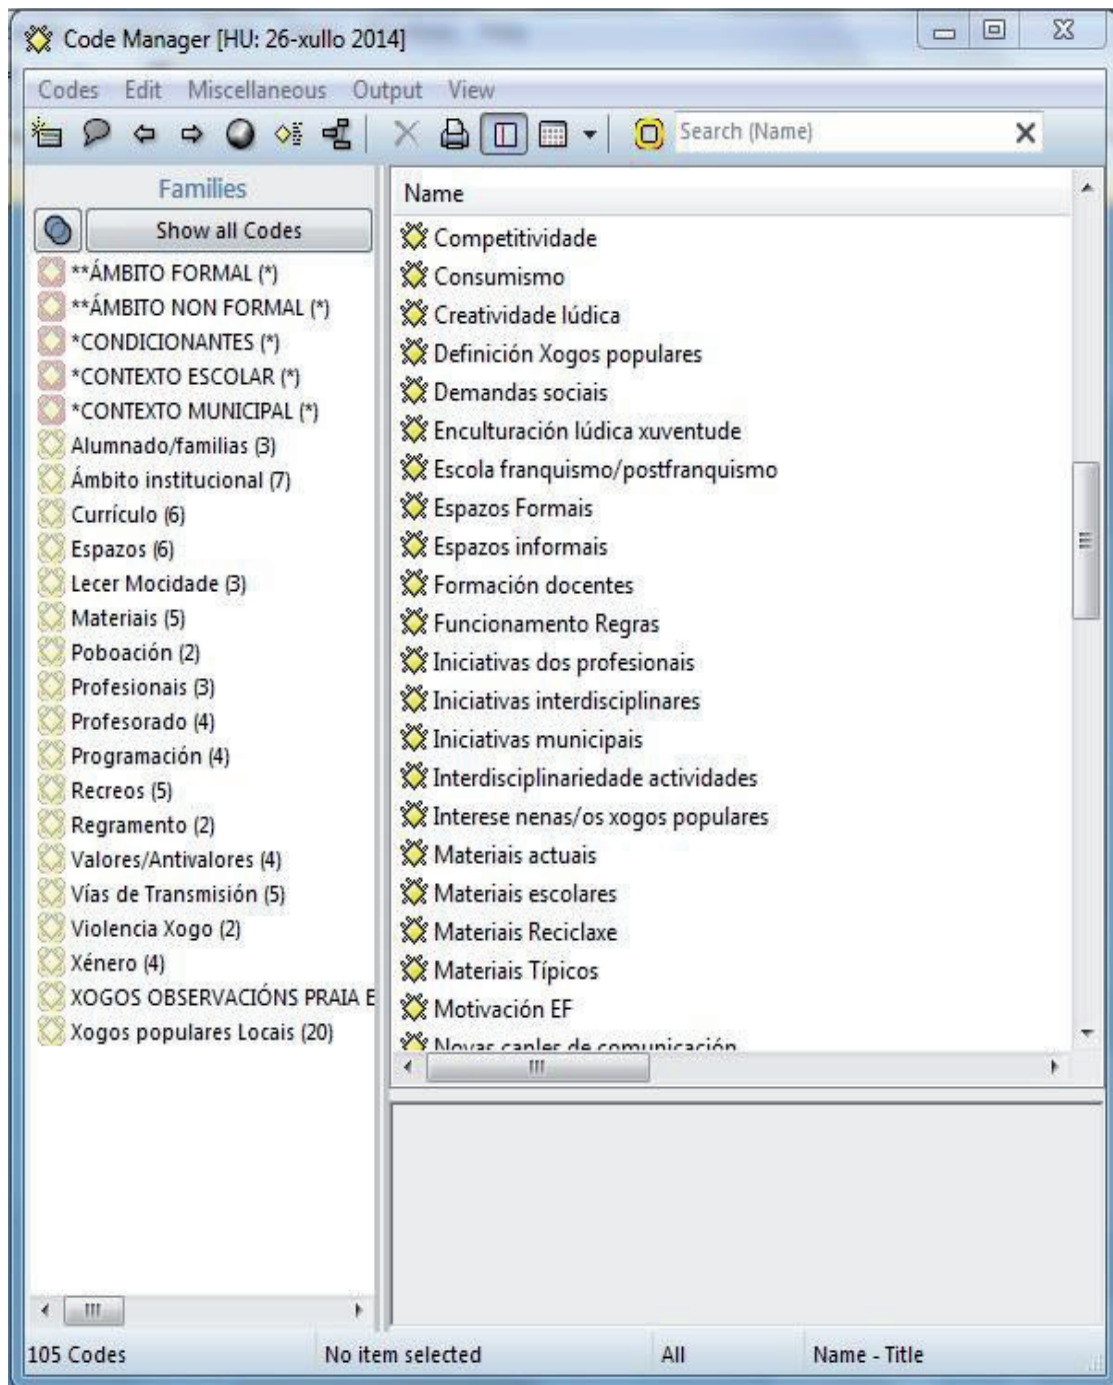 Code Manager [HU: 26-xullo 2014]
Codes Edit Miscellaneous Output View
Search (Name)
Families
Show all Codes
**ÁMBITO FORMAL (*)
**ÁMBITO NON FORMAL (*)
*CONDICIONANTES (*)
*CONTEXTO ESCOLAR (*)
*CONTEXTO MUNICIPAL (*)
Alumnado/familias (3)
Ámbito institucional (7)
Currículo (6)
Espazos (6)
Lecer Mocidade (3)
Materiais (5)
Poboación (2)
Profesionais (3)
Profesorado (4)
Programación (4)
Recreos (5)
Regramento (2)
Valores/Antivalores (4)
Vías de Transmisión (5)
Violencia Xogo (2)
Xénero (4)
XOGOS OBSERVACIÓNS PRAIA E
Xogos populares Locais (20)
Name
Competitividade
Consumismo
Creatividade lúdica
Definición Xogos populares
Demandas sociais
Enculturación lúdica xuventude
Escola franquismo/postfranquismo
Espazos Formais
Espazos informais
Formación docentes
Funcionamento Regras
Iniciativas dos profesionais
Iniciativas interdisciplinares
Iniciativas municipais
Interdisciplinariedade actividades
Interese nenas/os xogos populares
Materiais actuais
Materiais escolares
Materiais Reciclaxe
Materiais Típicos
Motivación EF
Novas canles de comunicación
105 Codes No item selected All Name - Title